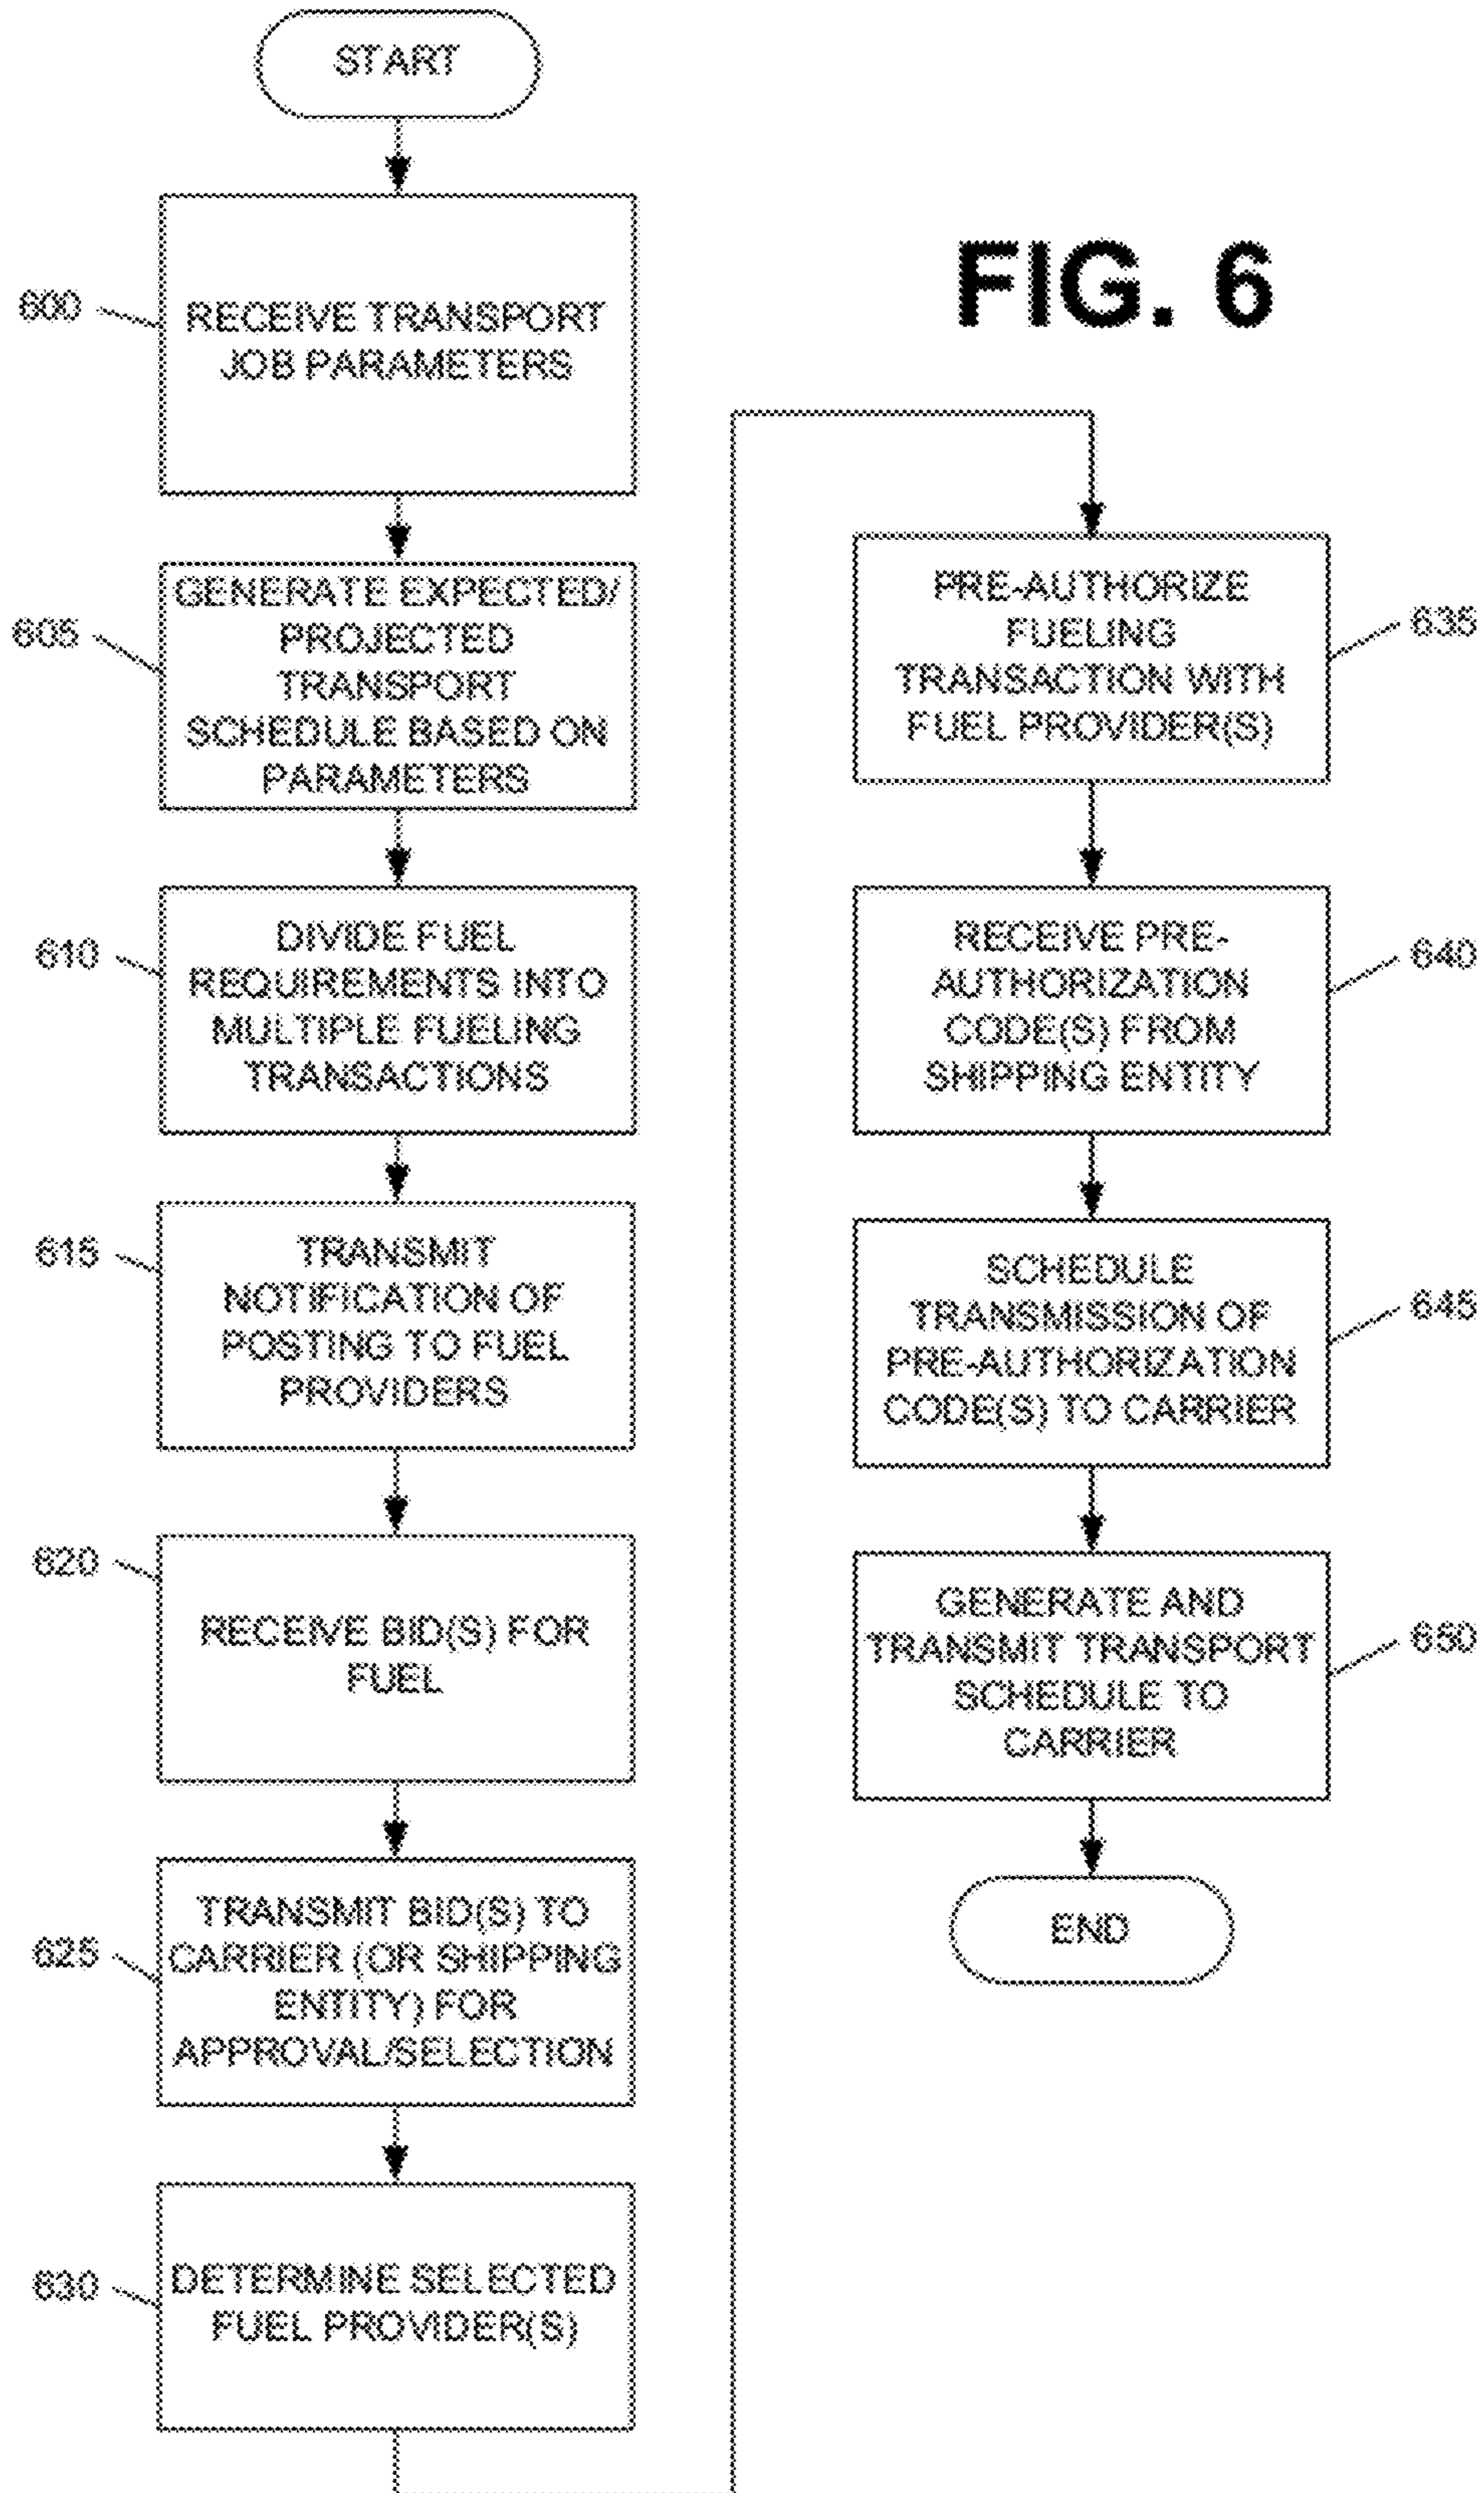 START
600
RECEIVE TRANSPORT
JOB PARAMETERS
605
GENERATE EXPECTED/
PROJECTED
TRANSPORT
SCHEDULE BASED ON
PARAMETERS
610
DIVIDE FUEL
REQUIREMENTS INTO
MULTIPLE FUELING
TRANSACTIONS
615
TRANSMIT
NOTIFICATION OF
POSTING TO FUEL
PROVIDERS
620
RECEIVE BID(S) FOR
FUEL
625
TRANSMIT BID(S) TO
CARRIER (OR SHIPPING
ENTITY) FOR
APPROVAL/SELECTION
630
DETERMINE SELECTED
FUEL PROVIDER(S)
FIG. 6
PRE-AUTHORIZE
FUELING
TRANSACTION WITH
FUEL PROVIDER(S)
635
RECEIVE PRE-
AUTHORIZATION
CODE(S) FROM
SHIPPING ENTITY
640
SCHEDULE
TRANSMISSION OF
PRE-AUTHORIZATION
CODE(S) TO CARRIER
645
GENERATE AND
TRANSMIT TRANSPORT
SCHEDULE TO
CARRIER
650
END